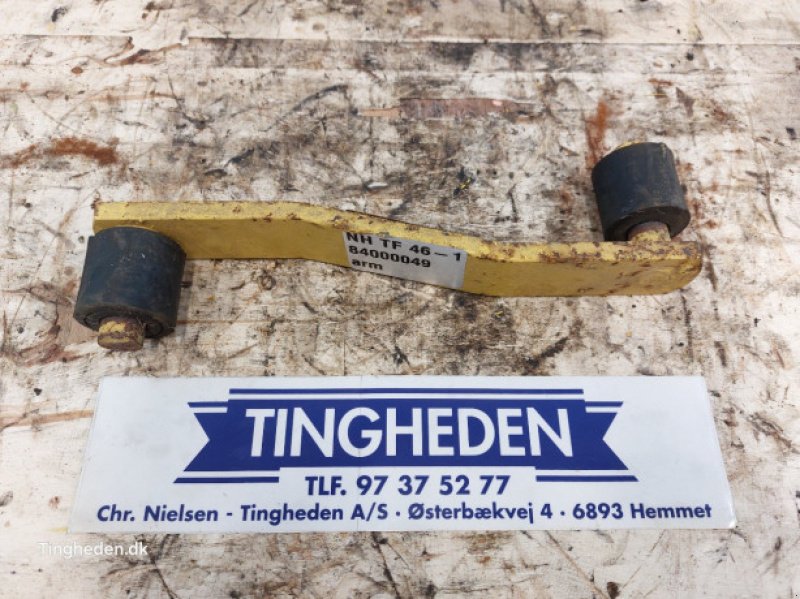 NH TF 46-1
84000049
arm
TINGHEDEN
TLF. 97 37 52 77
Chr. Nielsen - Tingheden A/S · Østerbækvej 4 · 6893 Hemmet
Tingheden.dk